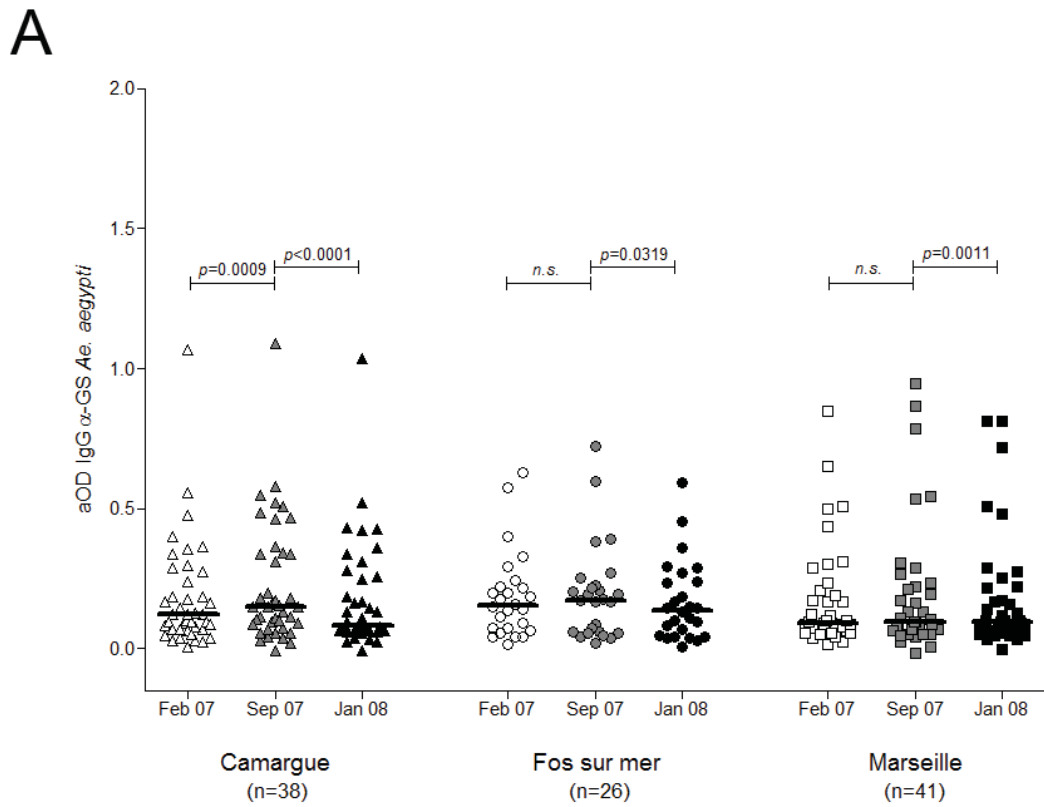 A
aOD IgG α-GS Ae. aegypti
2.0
1.5
1.0
0.5
0.0
p=0.0009
p<0.0001
n.s.
p=0.0319
n.s.
p=0.0011
Feb 07 Sep 07 Jan 08 Feb 07 Sep 07 Jan 08 Feb 07 Sep 07 Jan 08
Camargue Fos sur mer Marseille
(n=38) (n=26) (n=41)